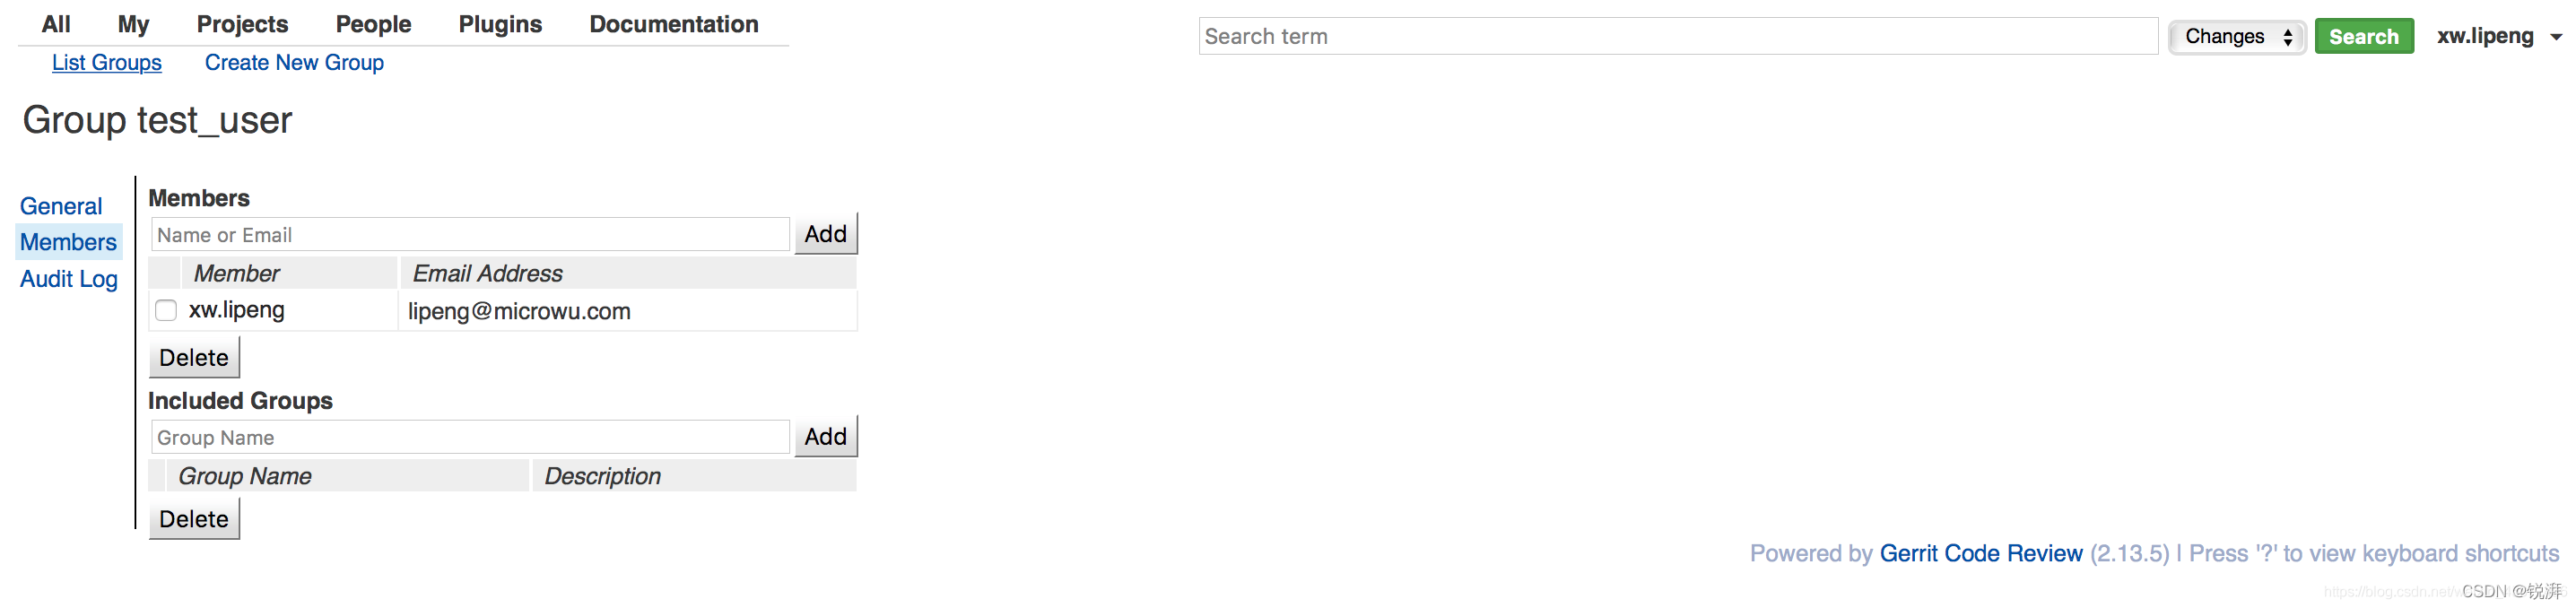 All My Projects People Plugins Documentation
Search term Changes Search xw.lipeng
List Groups Create New Group
Group test_user
General
Members
Audit Log
Members
Name or Email Add
Member Email Address
xw.lipeng lipeng@microwu.com
Delete
Included Groups
Group Name Add
Group Name Description
Delete
Powered by Gerrit Code Review (2.13.5) | Press '?' to view keyboard shortcuts
https://blog.csdn.net/
CSDN @锐湃